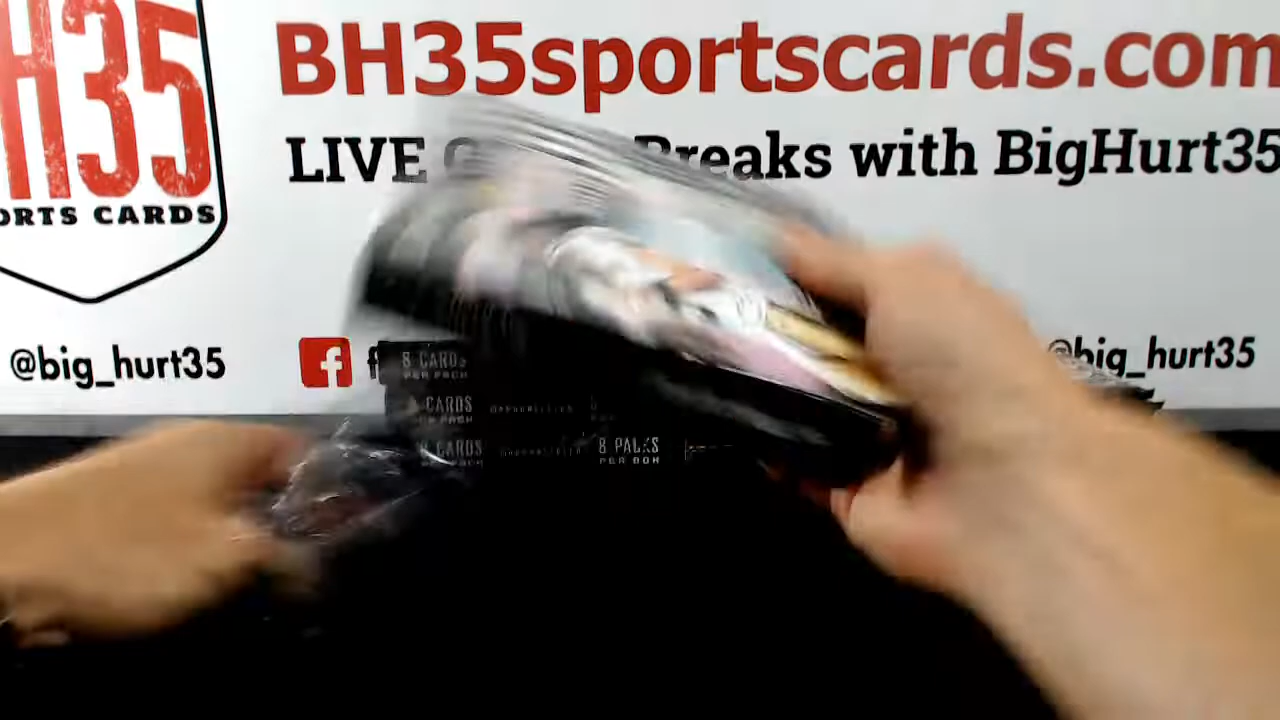 BH35sportscards.com
H35
LIVE Breaks with BigHurt35
ORTS CARDS
@big_hurt35
f
@big_hurt35
8 CARDS
PER PACK
CARDS
CARDS
8 PACKS
PER BOX